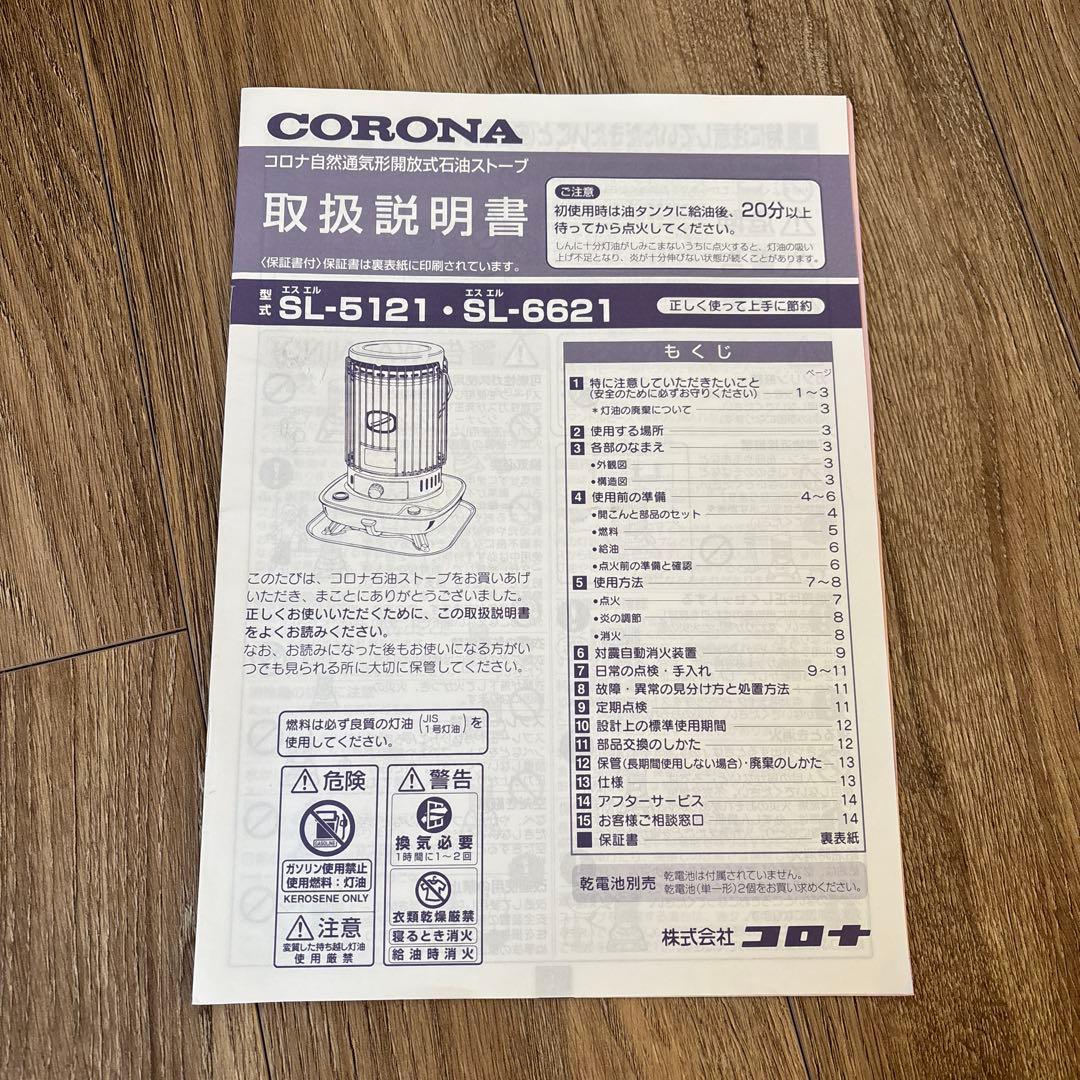 CORONA
コロナ自然通気形開放式石油ストーブ
取扱説明書
〈保証書付〉保証書は裏表紙に印刷されています。
ご注意
初使用時は油タンクに給油後、20分以上
待ってから点火してください。
しんに十分灯油がしみこまないうちに点火すると、灯油の吸い
上げ不足となり、炎が十分伸びない状態が続くことがあります。
型式 エスエル SL-5121・エスエル SL-6621
正しく使って上手に節約
もくじ
ページ
1 特に注意していただきたいこと
(安全のために必ずお守りください) 1〜3
＊灯油の廃棄について 3
2 使用する場所 3
3 各部のなまえ 3
●外観図 3
●構造図 3
4 使用前の準備 4〜6
●開こんと部品のセット 4
●燃料 5
●給油 6
●点火前の準備と確認 6
5 使用方法 7〜8
●点火 7
●炎の調節 8
●消火 8
6 対震自動消火装置 9
7 日常の点検・手入れ 9〜11
8 故障・異常の見分け方と処置方法 11
9 定期点検 11
10 設計上の標準使用期間 12
11 部品交換のしかた 12
12 保管(長期間使用しない場合)・廃棄のしかた 13
13 仕様 13
14 アフターサービス 14
15 お客様ご相談窓口 14
■ 保証書 裏表紙
このたびは、コロナ石油ストーブをお買いあげ
いただき、まことにありがとうございました。
正しくお使いいただくために、この取扱説明書
をよくお読みください。
なお、お読みになった後もお使いになる方がい
つでも見られる所に大切に保管してください。
燃料は必ず良質の灯油(JIS 1号灯油)を
使用してください。
危険
GASOLINE
ガソリン使用禁止
使用燃料：灯油
KEROSENE ONLY
注意
変質した持ち越し灯油
使用厳禁
警告
換気必要
1時間に1〜2回
衣類乾燥厳禁
寝るとき消火
給油時消火
乾電池別売
乾電池は付属されていません。
乾電池(単一形)2個をお買い求めください。
株式会社 コロナ